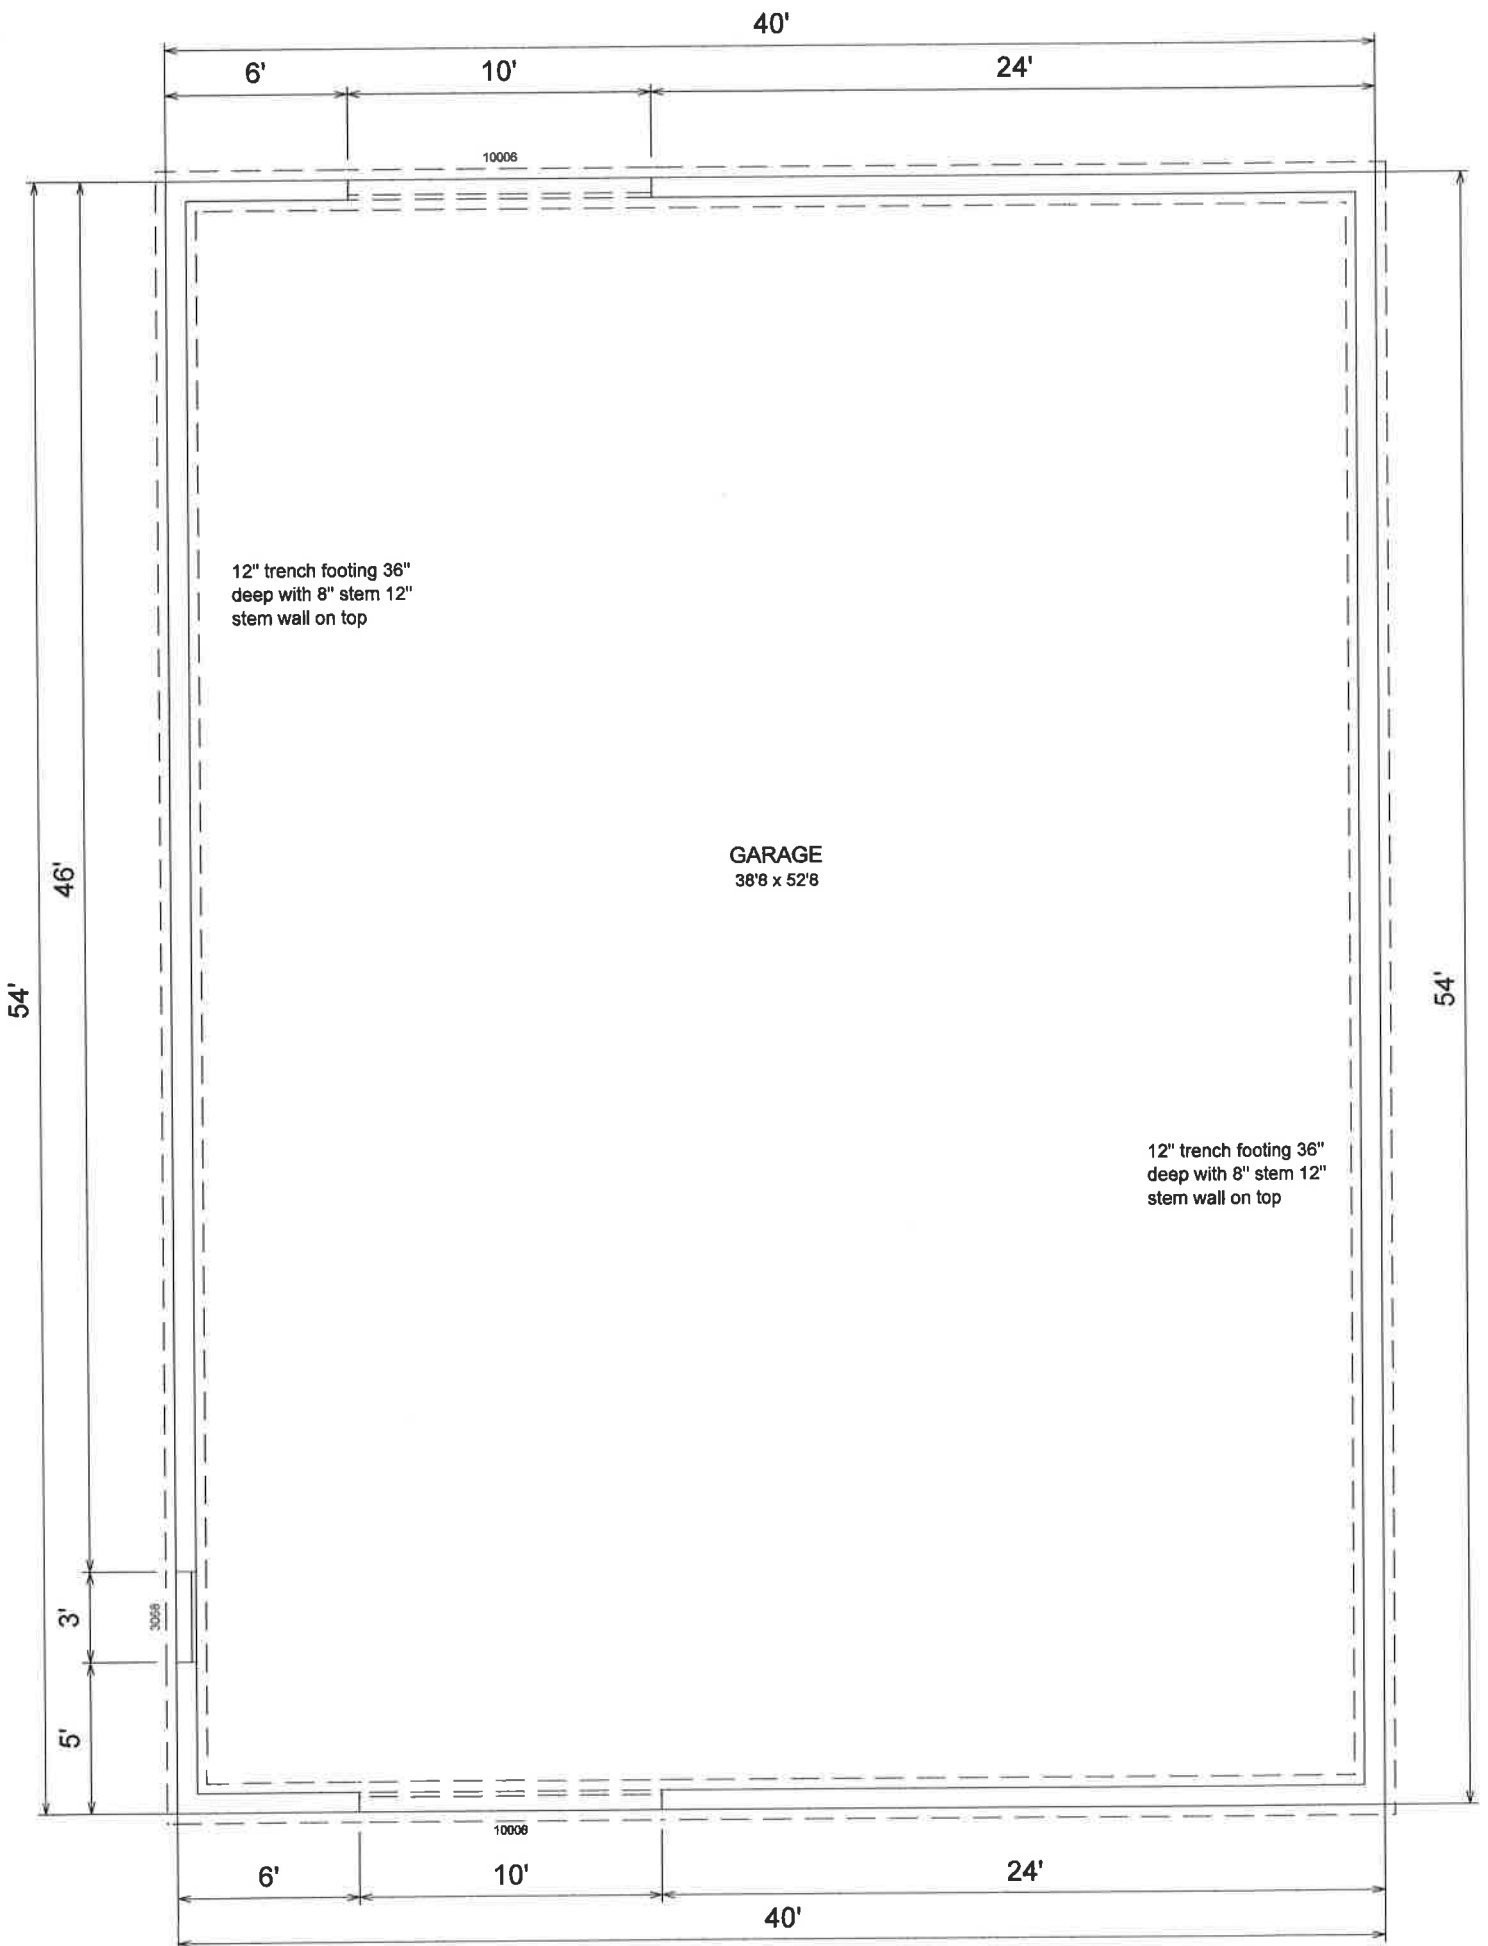 40'
6'
10'
24'
10006
12" trench footing 36"
deep with 8" stem 12"
stem wall on top
GARAGE
38'8 x 52'8
46'
54'
54'
12" trench footing 36"
deep with 8" stem 12"
stem wall on top
3'
3068
5'
10008
6'
10'
24'
40'